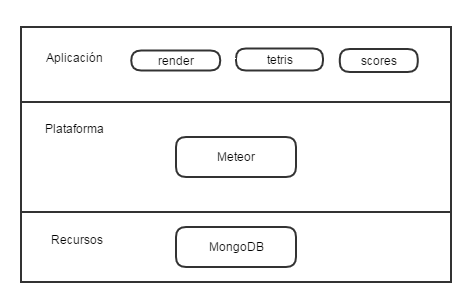 Aplicación
render
tetris
scores
Plataforma
Meteor
Recursos
MongoDB